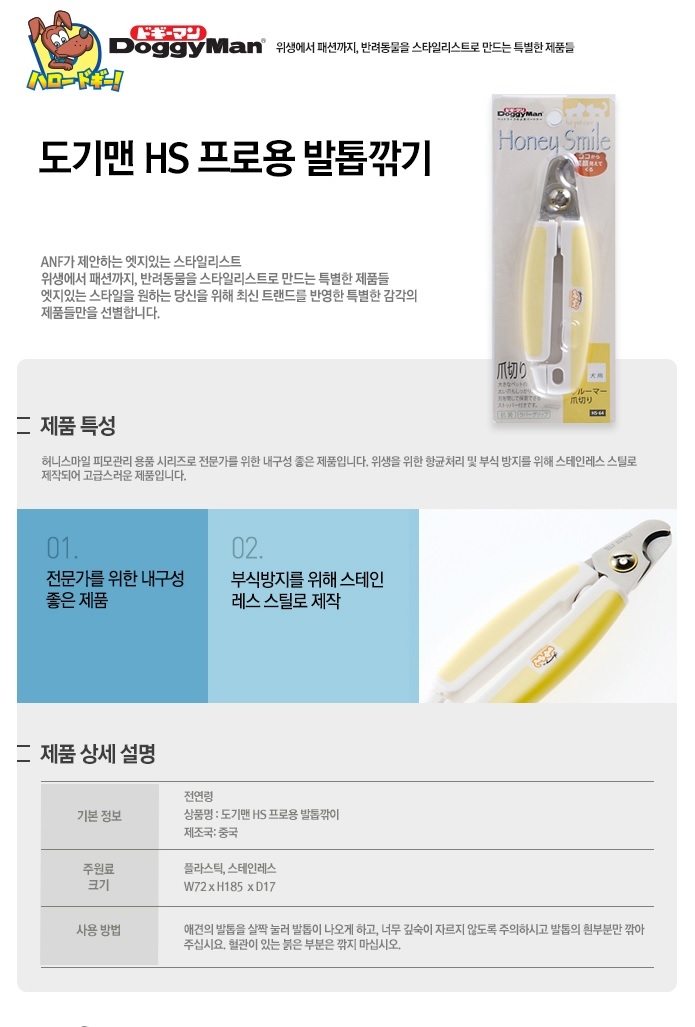 ハロードギー!
ドギーマン
DoggyMan®
위생에서 패션까지, 반려동물을 스타일리스트로 만드는 특별한 제품들
ドギーマン
DoggyMan
Honey Smile
도기맨 HS 프로용 발톱깎기
ANF가 제안하는 엣지있는 스타일리스트
위생에서 패션까지, 반려동물을 스타일리스트로 만드는 특별한 제품들
엣지있는 스타일을 원하는 당신을 위해 최신 트랜드를 반영한 특별한 감각의
제품들만을 선별합니다.
爪切り
犬用
爪切り
HS-64
제품 특성
허니스마일 피모관리 용품 시리즈로 전문가를 위한 내구성 좋은 제품입니다. 위생을 위한 항균처리 및 부식 방지를 위해 스테인레스 스틸로
제작되어 고급스러운 제품입니다.
01.
전문가를 위한 내구성
좋은 제품
02.
부식방지를 위해 스테인
레스 스틸로 제작
제품 상세 설명
기본 정보
전연령
상품명 : 도기맨 HS 프로용 발톱깎이
제조국: 중국
주원료
크기
플라스틱, 스테인레스
W72 x H185 x D17
사용 방법
애견의 발톱을 살짝 눌러 발톱이 나오게 하고, 너무 깊숙이 자르지 않도록 주의하시고 발톱의 흰부분만 깎아
주십시요. 혈관이 있는 붉은 부분은 깎지 마십시오.